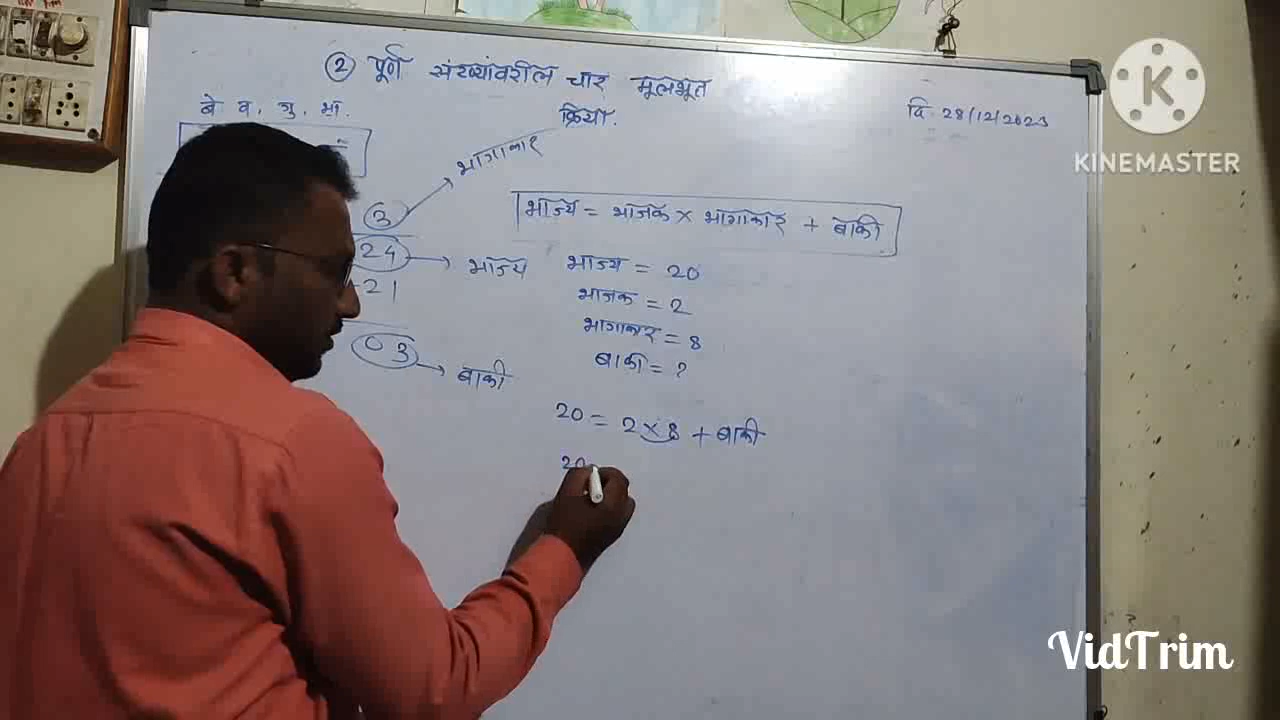 ② पूर्ण संख्यांवरील चार मूलभूत
क्रिया.
बे व. गु. भा.
दि 28/12/2023
भागाकार
3
भाज्य = भाजक × भागाकार + बाकी
24 → भाज्य
21
03 → बाकी
भाज्य = 20
भाजक = 2
भागाकार = 8
बाकी = ?
20 = 2 × 8 + बाकी
20
KINEMASTER
VidTrim